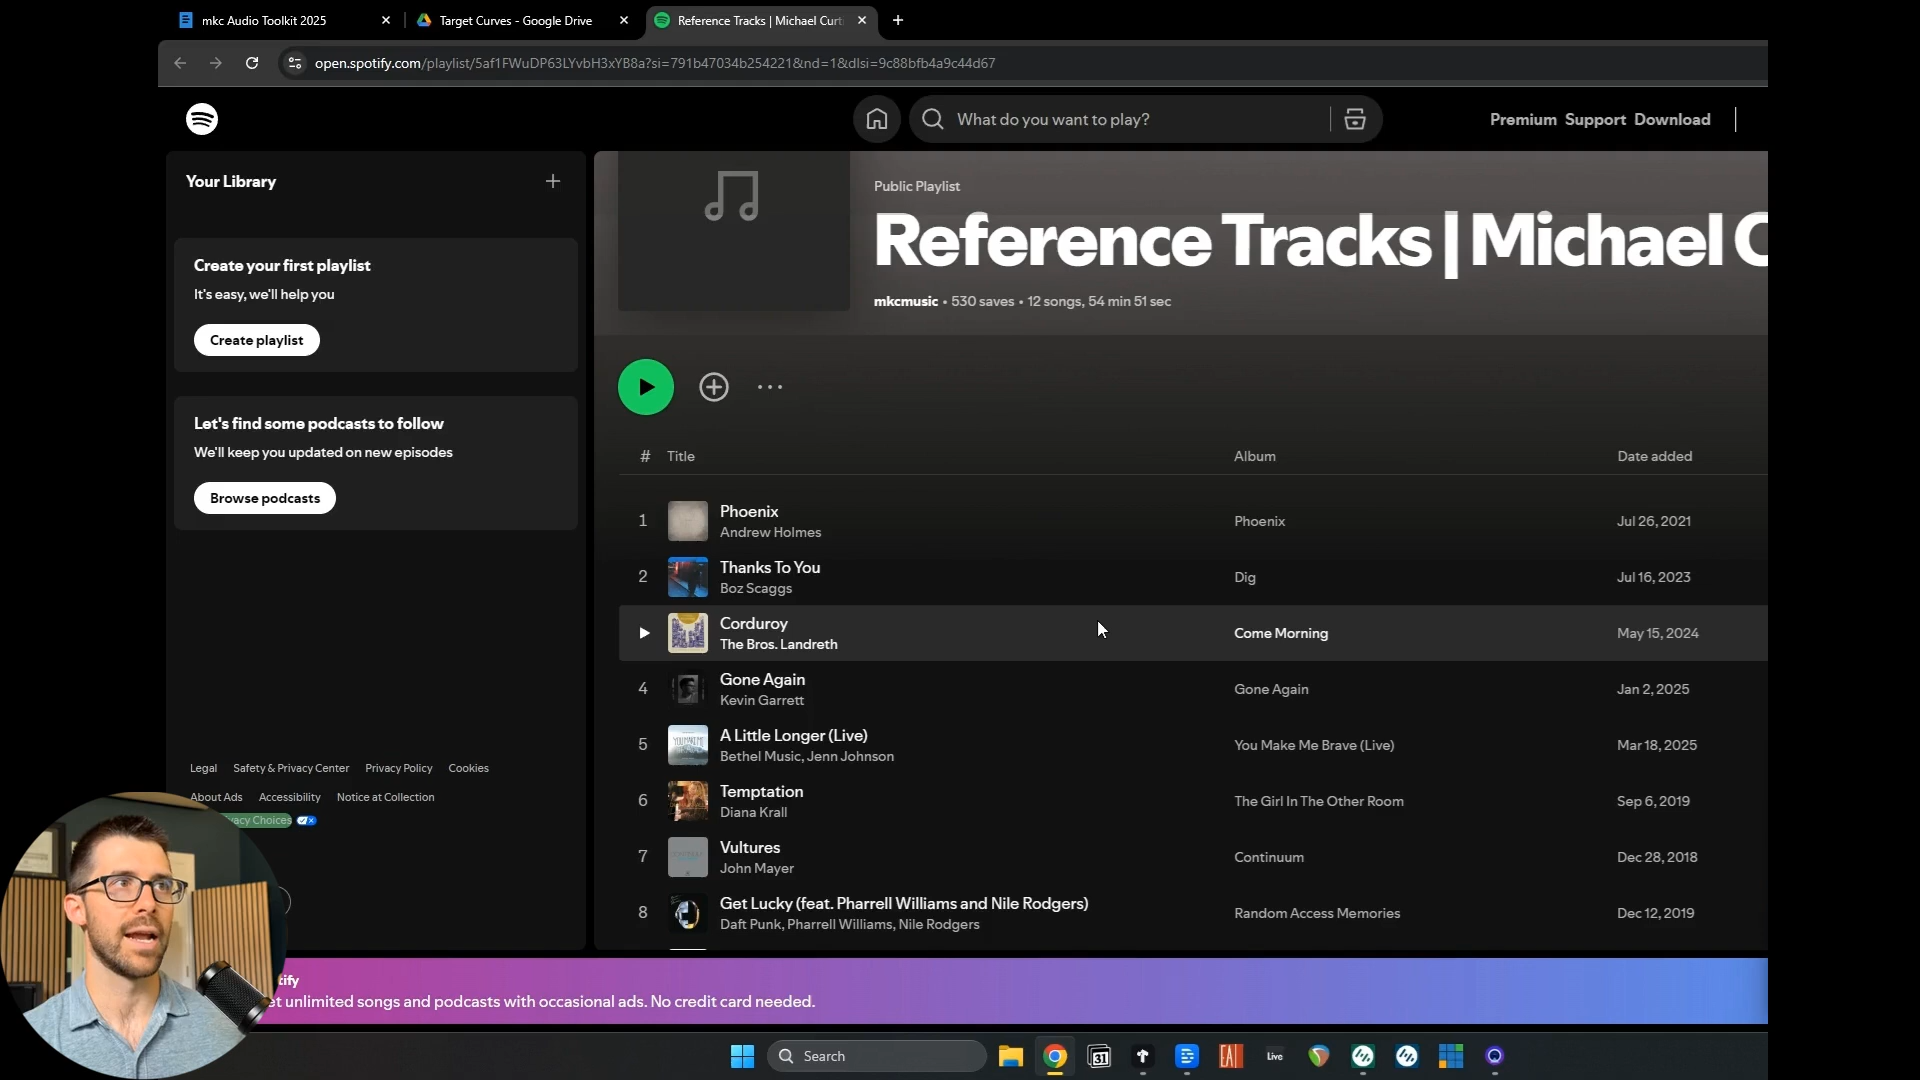 mkc Audio Toolkit 2025
Target Curves - Google Drive
Reference Tracks | Michael Curti
open.spotify.com/playlist/5af1FWuDP63LYvbH3xYB8a?si=791b47034b254221&nd=1&dlsi=9c88bfb4a9c44d67
What do you want to play?
Premium Support Download
Your Library
Create your first playlist
It's easy, we'll help you
Create playlist
Let's find some podcasts to follow
We'll keep you updated on new episodes
Browse podcasts
Legal Safety & Privacy Center Privacy Policy Cookies
About Ads Accessibility Notice at Collection
vacy Choices
Public Playlist
Reference Tracks | Michael C
mkcmusic • 530 saves • 12 songs, 54 min 51 sec
# Title Album Date added
1 Phoenix Phoenix Jul 26, 2021
Andrew Holmes
2 Thanks To You Dig Jul 16, 2023
Boz Scaggs
Corduroy Come Morning May 15, 2024
The Bros. Landreth
4 Gone Again Gone Again Jan 2, 2025
Kevin Garrett
5 A Little Longer (Live) You Make Me Brave (Live) Mar 18, 2025
Bethel Music, Jenn Johnson
6 Temptation The Girl In The Other Room Sep 6, 2019
Diana Krall
7 Vultures Continuum Dec 28, 2018
John Mayer
8 Get Lucky (feat. Pharrell Williams and Nile Rodgers) Random Access Memories Dec 12, 2019
Daft Punk, Pharrell Williams, Nile Rodgers
tify
et unlimited songs and podcasts with occasional ads. No credit card needed.
Search
31
EAT
Live